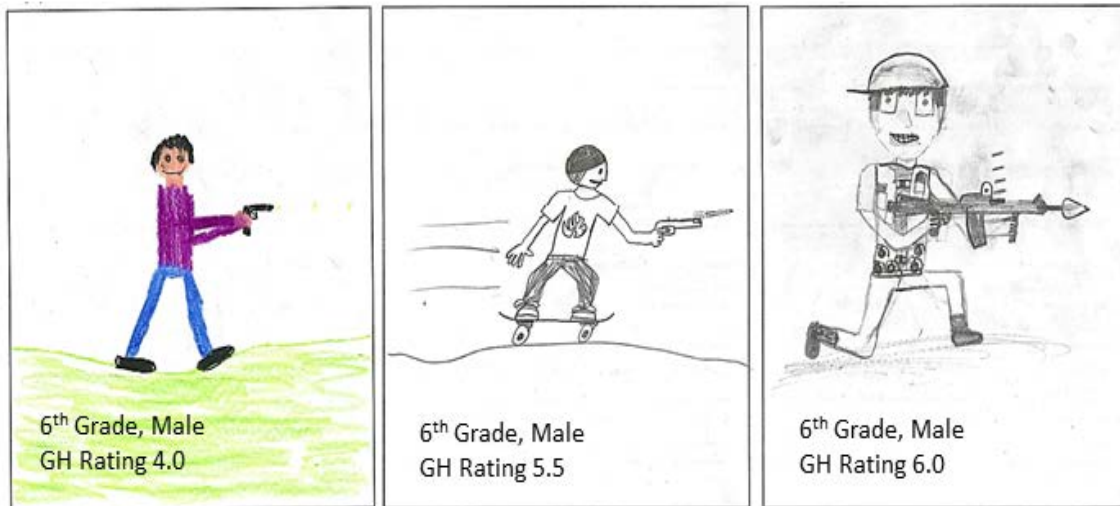 6th Grade, Male
GH Rating 4.0
6th Grade, Male
GH Rating 5.5
6th Grade, Male
GH Rating 6.0